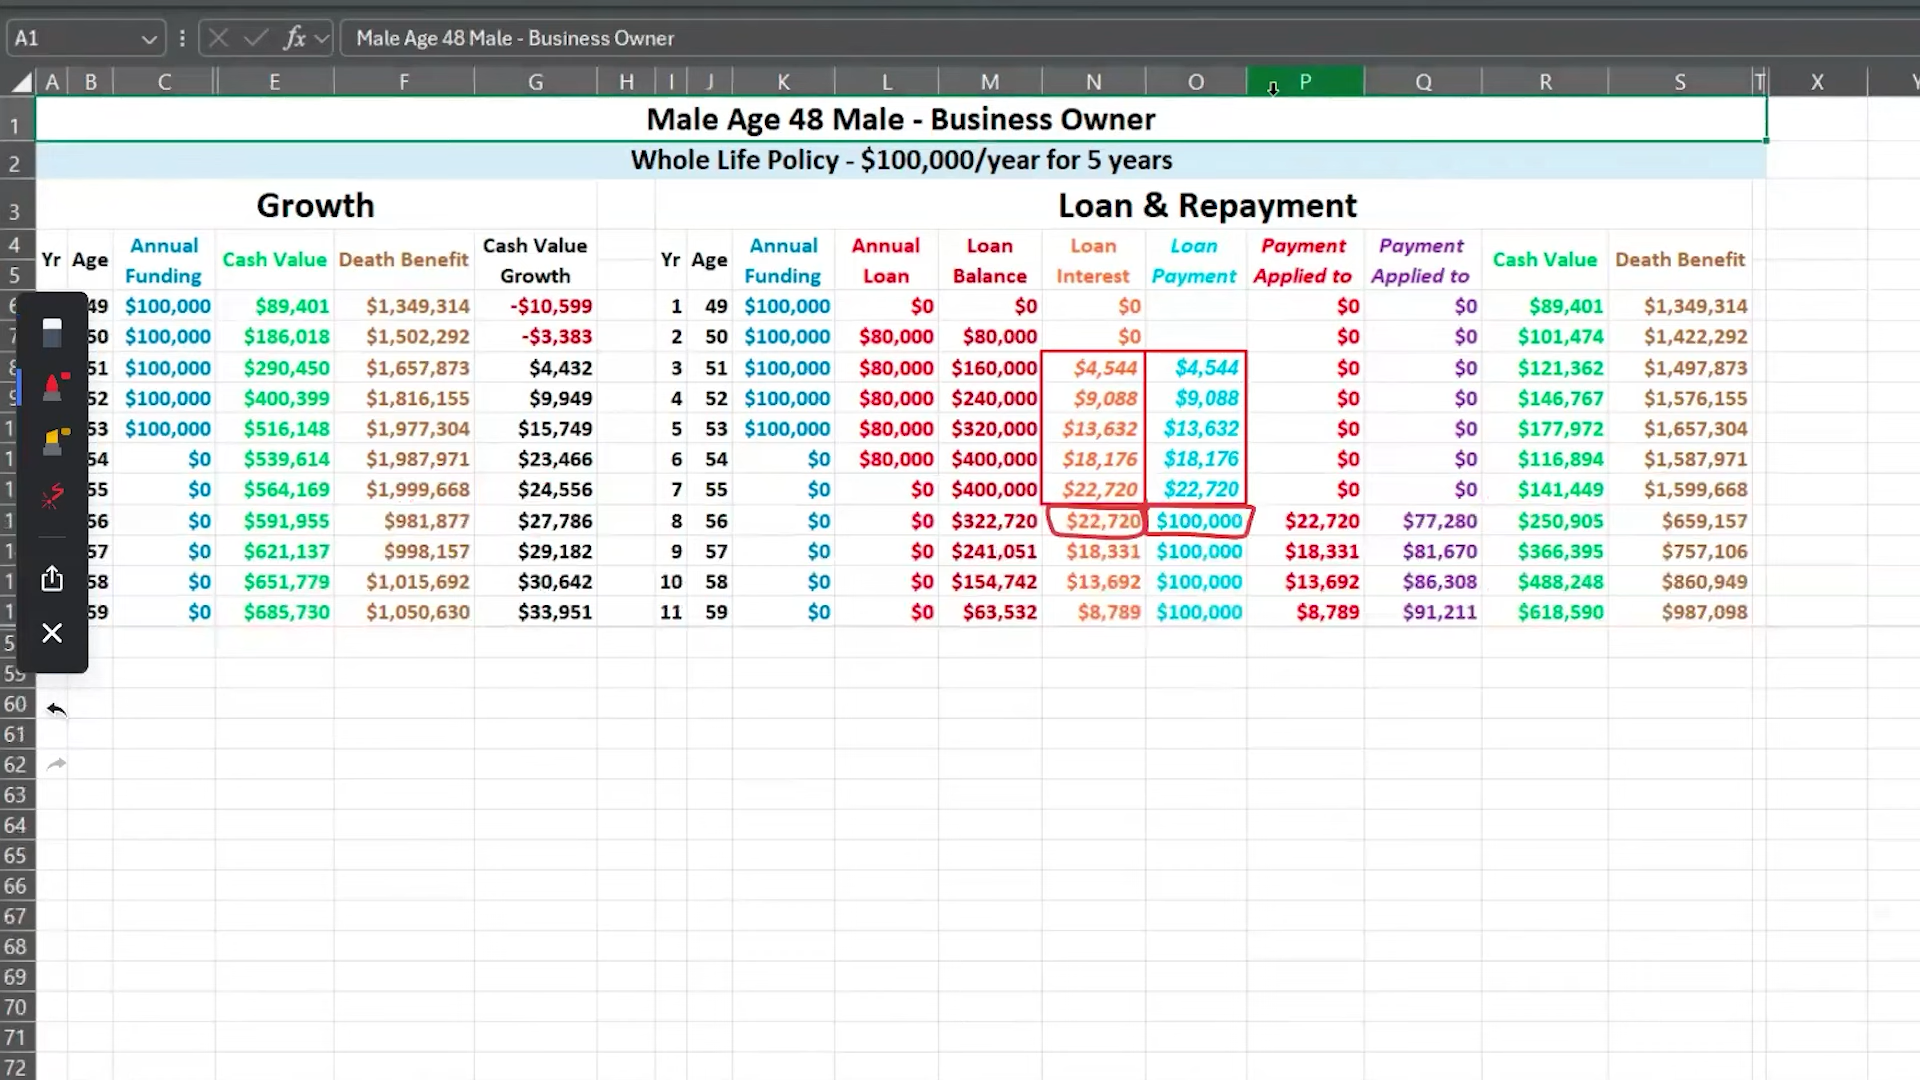 A1 fx Male Age 48 Male - Business Owner
A B C E F G H I J K L M N O P Q R S T X Y
1 Male Age 48 Male - Business Owner
2 Whole Life Policy - $100,000/year for 5 years
3 Growth Loan & Repayment
4 Annual Cash Value Annual Annual Loan Loan Loan Payment Payment
Yr Age Cash Value Death Benefit Yr Age Cash Value Death Benefit
5 Funding Growth Funding Loan Balance Interest Payment Applied to Applied to
6 49 $100,000 $89,401 $1,349,314 -$10,599 1 49 $100,000 $0 $0 $0 $0 $0 $89,401 $1,349,314
7 50 $100,000 $186,018 $1,502,292 -$3,383 2 50 $100,000 $80,000 $80,000 $0 $0 $0 $101,474 $1,422,292
8 51 $100,000 $290,450 $1,657,873 $4,432 3 51 $100,000 $80,000 $160,000 $4,544 $4,544 $0 $0 $121,362 $1,497,873
9 52 $100,000 $400,399 $1,816,155 $9,949 4 52 $100,000 $80,000 $240,000 $9,088 $9,088 $0 $0 $146,767 $1,576,155
1 53 $100,000 $516,148 $1,977,304 $15,749 5 53 $100,000 $80,000 $320,000 $13,632 $13,632 $0 $0 $177,972 $1,657,304
1 54 $0 $539,614 $1,987,971 $23,466 6 54 $0 $80,000 $400,000 $18,176 $18,176 $0 $0 $116,894 $1,587,971
1 55 $0 $564,169 $1,999,668 $24,556 7 55 $0 $0 $400,000 $22,720 $22,720 $0 $0 $141,449 $1,599,668
1 56 $0 $591,955 $981,877 $27,786 8 56 $0 $0 $322,720 $22,720 $100,000 $22,720 $77,280 $250,905 $659,157
1 57 $0 $621,137 $998,157 $29,182 9 57 $0 $0 $241,051 $18,331 $100,000 $18,331 $81,670 $366,395 $757,106
1 58 $0 $651,779 $1,015,692 $30,642 10 58 $0 $0 $154,742 $13,692 $100,000 $13,692 $86,308 $488,248 $860,949
1 59 $0 $685,730 $1,050,630 $33,951 11 59 $0 $0 $63,532 $8,789 $100,000 $8,789 $91,211 $618,590 $987,098
5
59
60
61
62
63
64
65
66
67
68
69
70
71
72